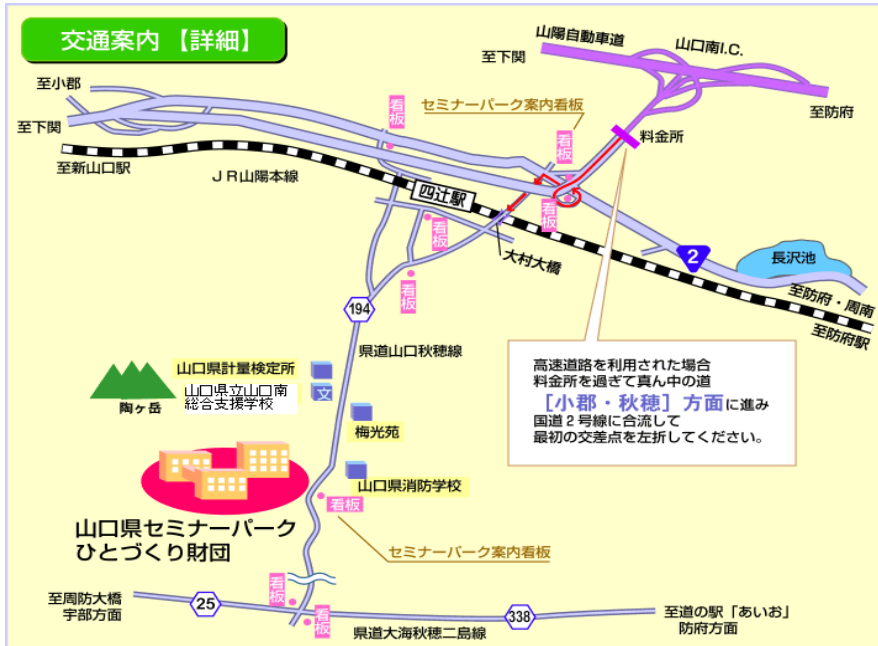 交通案内 【詳細】
山陽自動車道
山口南I.C.
至下関
至防府
至小郡
至下関
セミナーパーク案内看板
看板
看板
料金所
至新山口駅
JR山陽本線
四辻駅
看板
看板
大村大橋
2
長沢池
至防府・周南
至防府駅
看板
194
県道山口秋穂線
高速道路を利用された場合
料金所を過ぎて真ん中の道
[小郡・秋穂]方面に進み
国道2号線に合流して
最初の交差点を左折してください。
山口県計量検定所
山口県立山口南
総合支援学校
文
陶ヶ岳
梅光苑
山口県消防学校
看板
山口県セミナーパーク
ひとづくり財団
セミナーパーク案内看板
看板
至周防大橋
宇部方面
25
看板
県道大海秋穂二島線
338
至道の駅「あいお」
防府方面